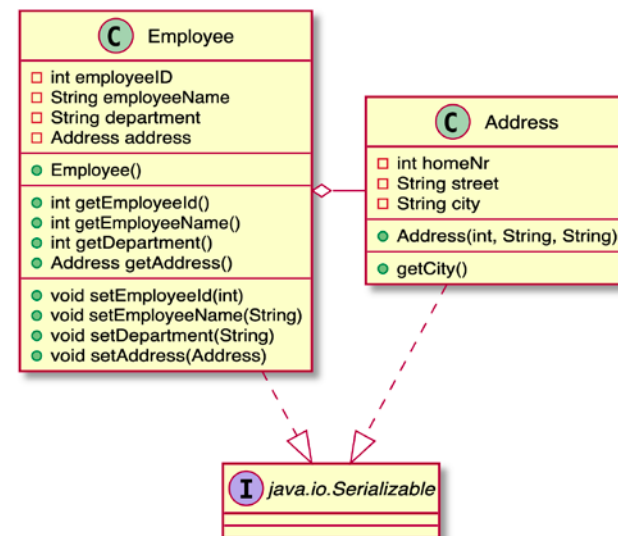 C Employee
int employeeID
String employeeName
String department
Address address
Employee()
int getEmployeeId()
int getEmployeeName()
int getDepartment()
Address getAddress()
void setEmployeeId(int)
void setEmployeeName(String)
void setDepartment(String)
void setAddress(Address)
C Address
int homeNr
String street
String city
Address(int, String, String)
getCity()
I java.io.Serializable